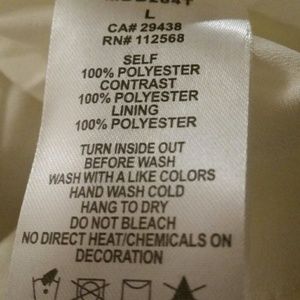 L
CA# 29438
RN# 112568
SELF
100% POLYESTER
CONTRAST
100% POLYESTER
LINING
100% POLYESTER
TURN INSIDE OUT
BEFORE WASH
WASH WITH A LIKE COLORS
HAND WASH COLD
HANG TO DRY
DO NOT BLEACH
NO DIRECT HEAT/CHEMICALS ON
DECORATION